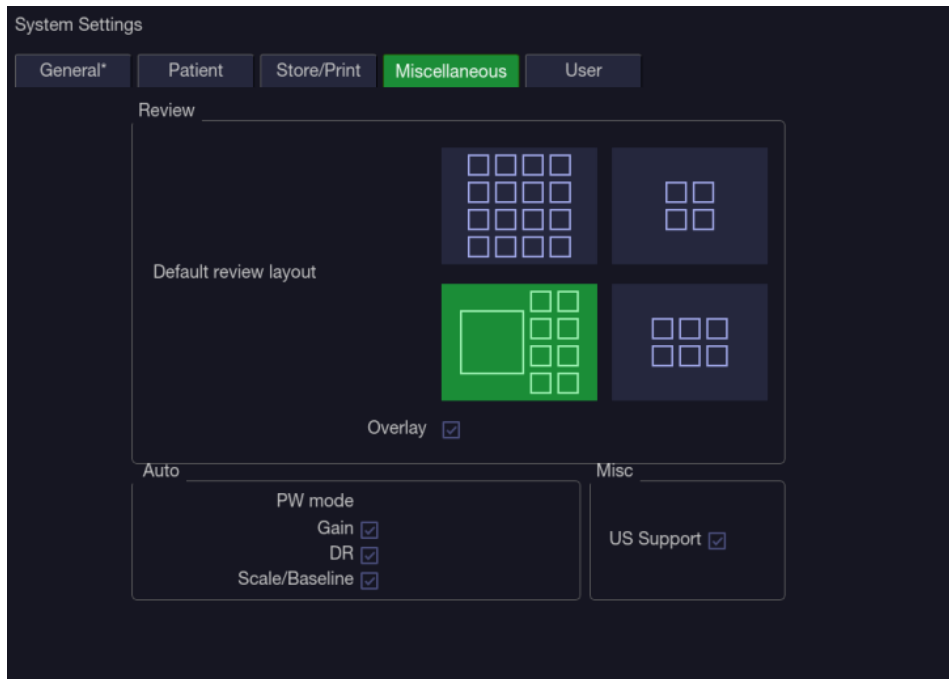 System Settings
General* Patient Store/Print Miscellaneous User
Review
Default review layout
Overlay
Auto
Misc
PW mode
Gain
US Support
DR
Scale/Baseline